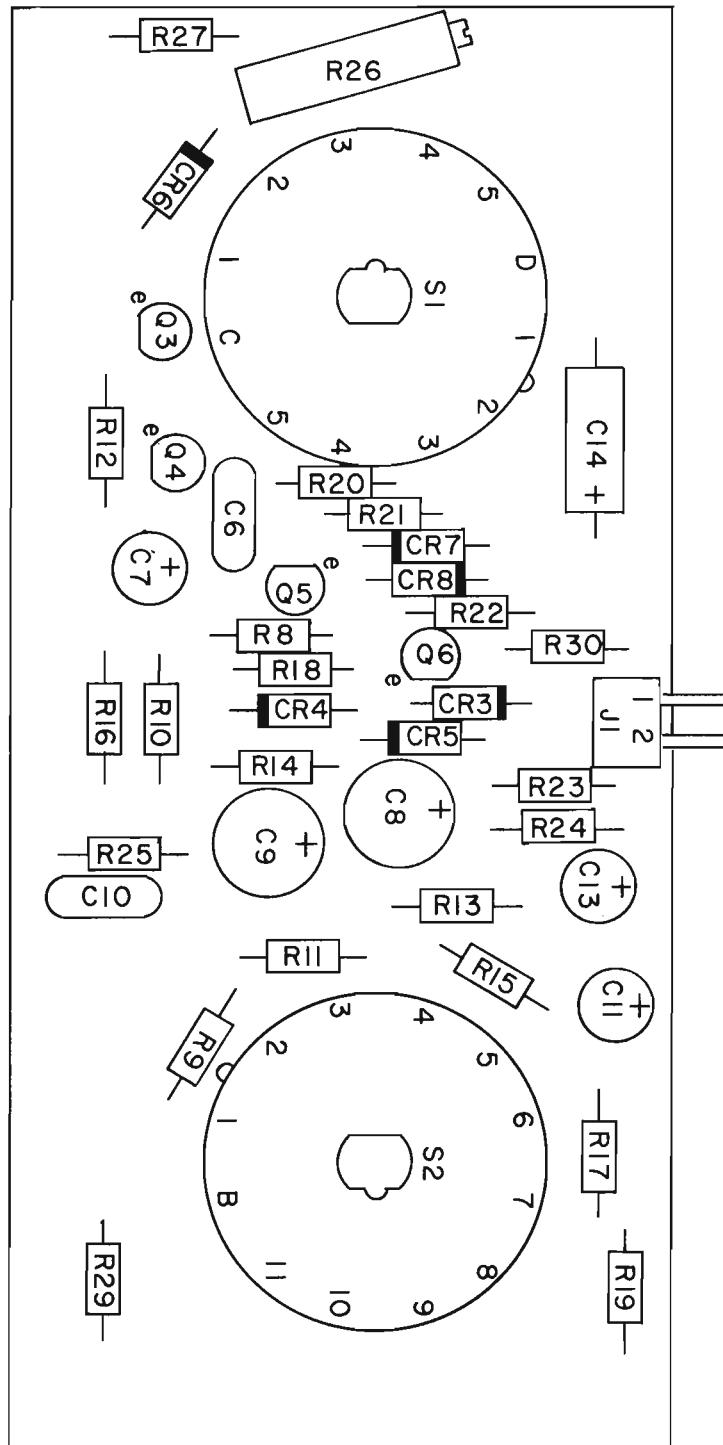 R27
R26
CR6
3
4
2
5
1
D
S1
e
Q3
C
1
5
2
4
3
R12
e
Q4
C14
+
R20
C6
R21
CR7
C7
+
e
CR8
Q5
R22
R8
Q6
R30
R18
e
CR3
1
J1
2
R16
R10
CR4
CR5
R14
R23
C8
+
C9
+
R24
R25
C13
+
C10
R13
R11
R15
C11
+
R9
3
4
2
5
1
6
S2
R17
B
7
11
8
10
9
R29
R19